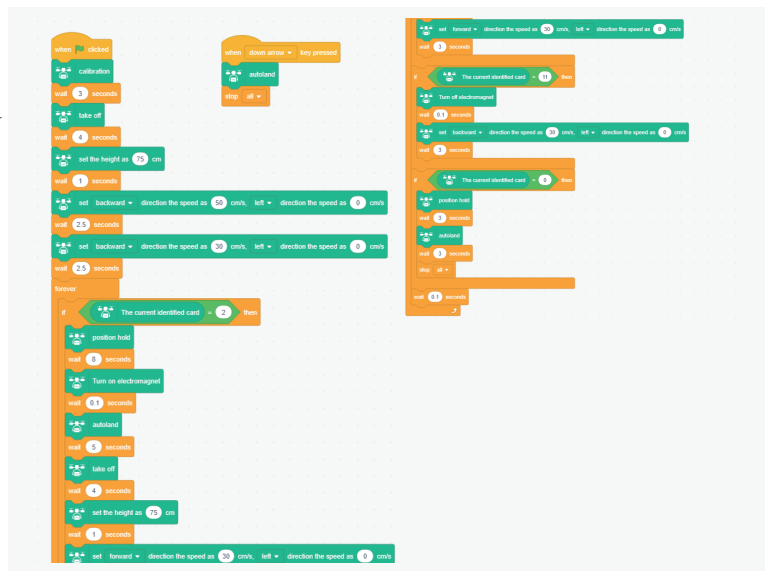 when clicked
calibration
wait 3 seconds
take off
wait 4 seconds
set the height as 75 cm
wait 1 seconds
set backward direction the speed as 50 cm/s, left direction the speed as 0 cm/s
wait 2.5 seconds
set backward direction the speed as 30 cm/s, left direction the speed as 0 cm/s
wait 2.5 seconds
forever
if The current identified card = 2 then
position hold
wait 8 seconds
Turn on electromagnet
wait 0.1 seconds
autoland
wait 5 seconds
take off
wait 4 seconds
set the height as 75 cm
wait 1 seconds
set forward direction the speed as 30 cm/s, left direction the speed as 0 cm/s
when down arrow key pressed
autoland
stop all
set forward direction the speed as 30 cm/s, left direction the speed as 0 cm/s
wait 3 seconds
if The current identified card = 11 then
Turn off electromagnet
wait 0.1 seconds
set backward direction the speed as 30 cm/s, left direction the speed as 0 cm/s
wait 3 seconds
if The current identified card = 0 then
position hold
wait 3 seconds
autoland
wait 3 seconds
stop all
wait 0.1 seconds